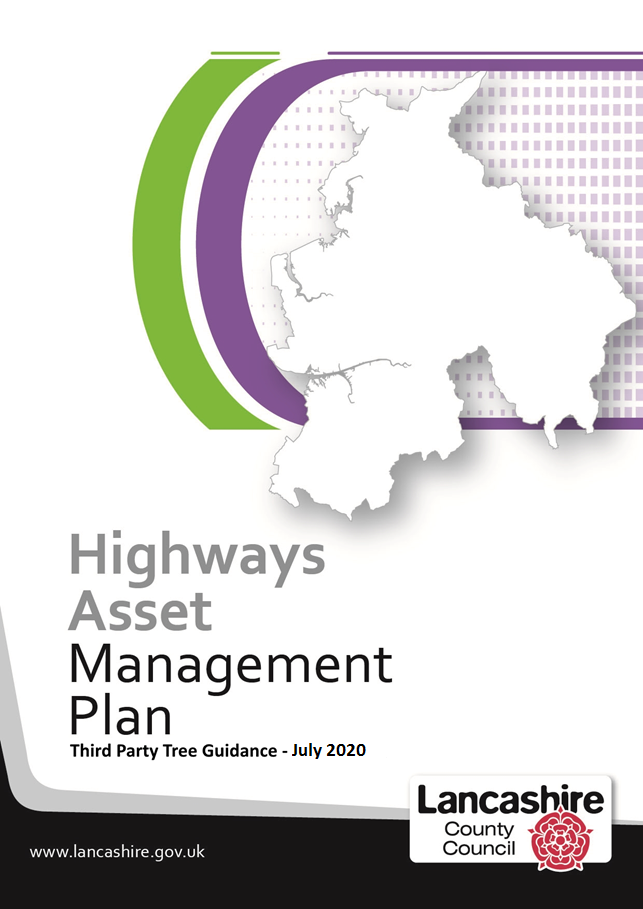 Highways
Asset
Management
Plan
Third Party Tree Guidance - July 2020
Lancashire
County
Council
www.lancashire.gov.uk